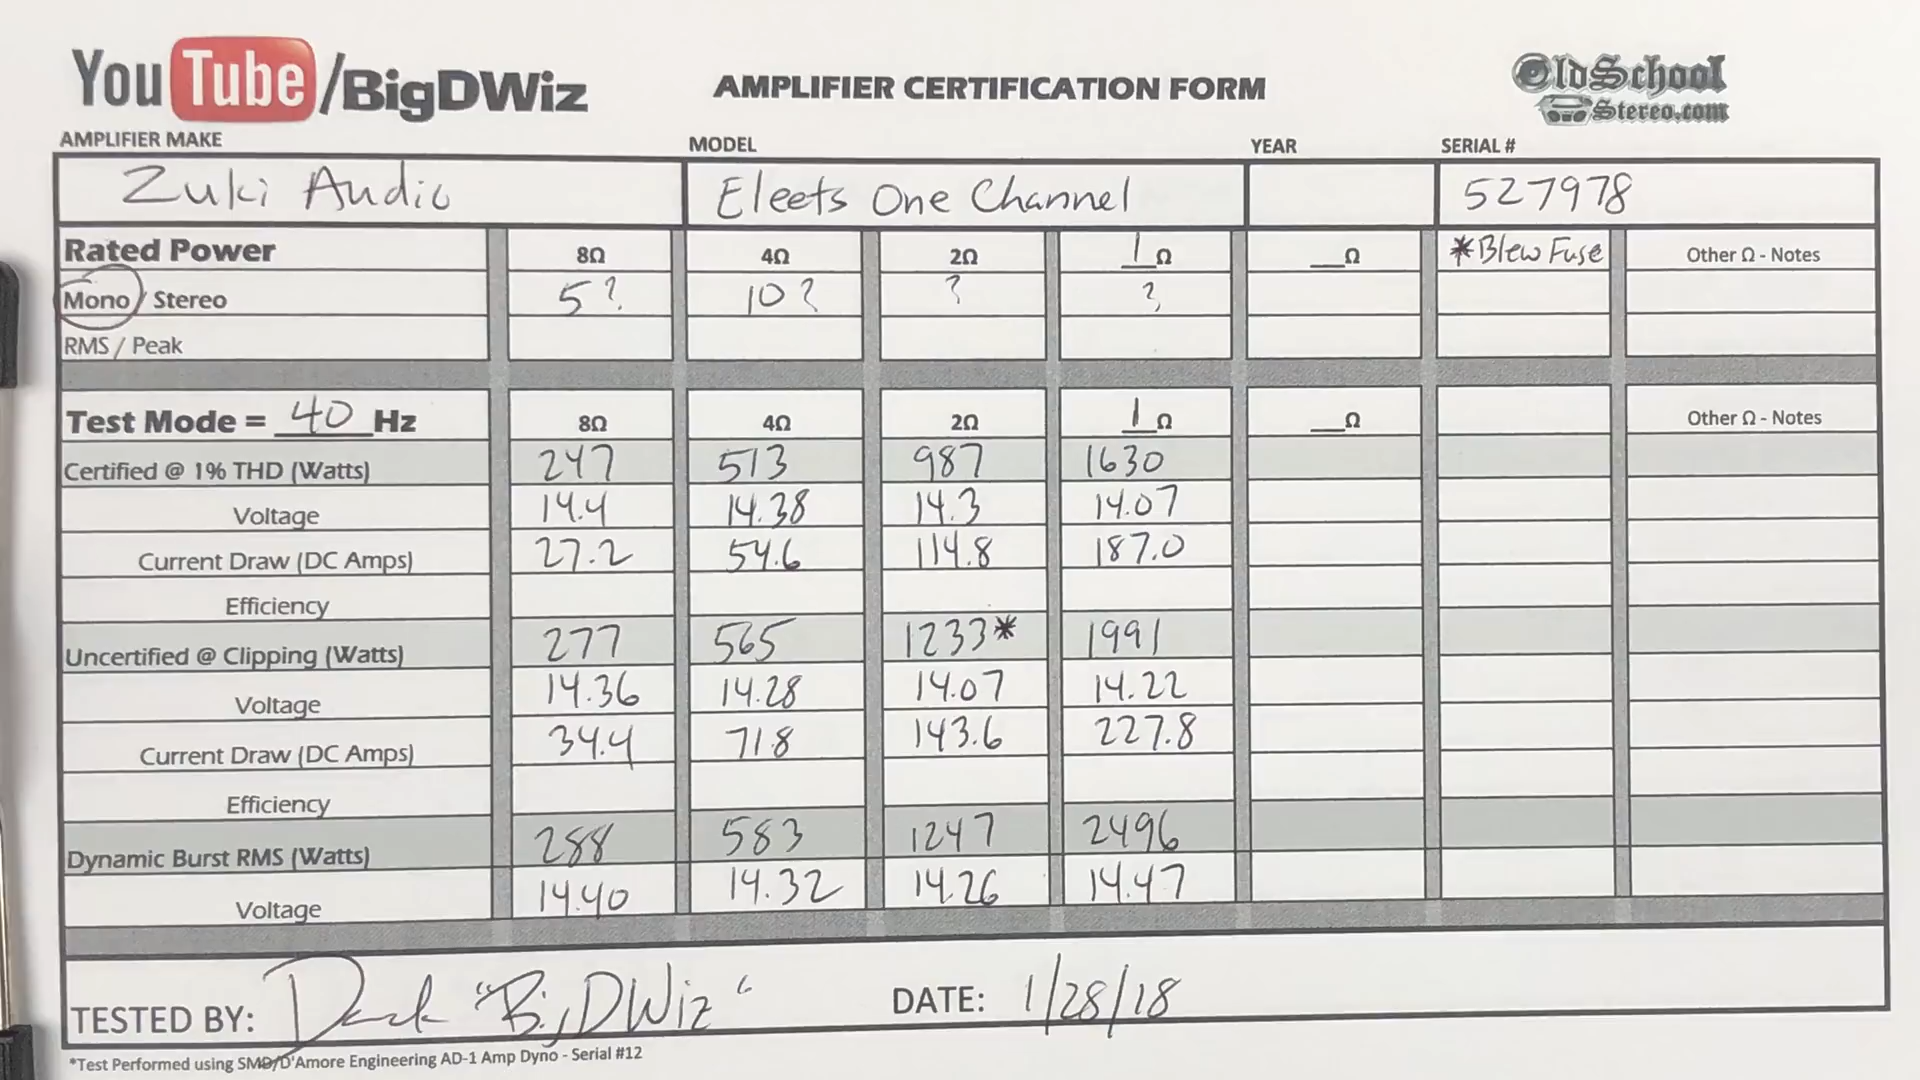 YouTube/BigDWiz AMPLIFIER CERTIFICATION FORM OldSchool Stereo.com
AMPLIFIER MAKE MODEL YEAR SERIAL #
Zuki Audio Eleets One Channel 527978
Rated Power 8Ω 4Ω 2Ω 1Ω __Ω *Blew Fuse Other Ω - Notes
Mono / Stereo 5? 10? ? ?
RMS / Peak
Test Mode = 40 Hz 8Ω 4Ω 2Ω 1Ω __Ω Other Ω - Notes
Certified @ 1% THD (Watts) 247 513 987 1630
Voltage 14.4 14.38 14.3 14.07
Current Draw (DC Amps) 27.2 54.6 114.8 187.0
Efficiency
Uncertified @ Clipping (Watts) 277 565 1233* 1991
Voltage 14.36 14.28 14.07 14.22
Current Draw (DC Amps) 34.4 71.8 143.6 227.8
Efficiency
Dynamic Burst RMS (Watts) 288 583 1247 2496
Voltage 14.40 14.32 14.26 14.47
TESTED BY: "BigDWiz" DATE: 1/28/18
*Test Performed using SMD/D'Amore Engineering AD-1 Amp Dyno - Serial #12